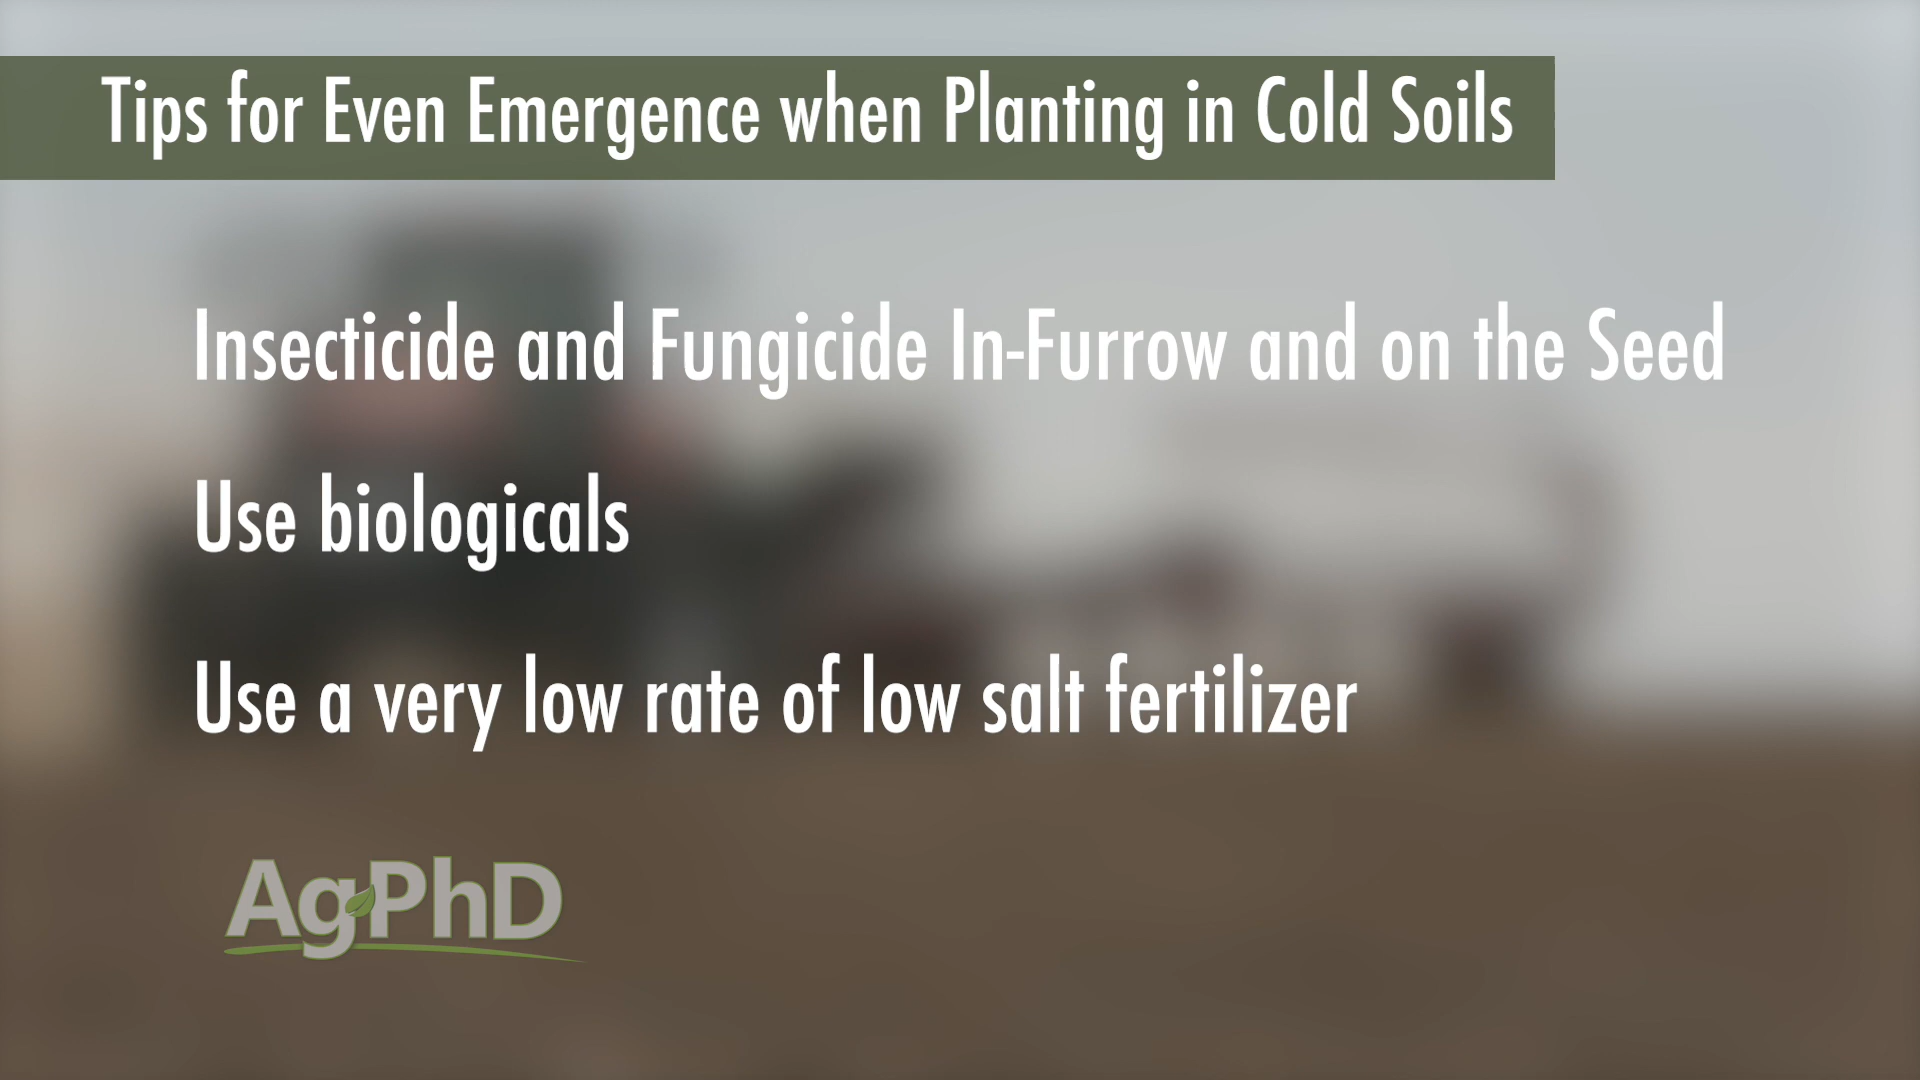 Tips for Even Emergence when Planting in Cold Soils
Insecticide and Fungicide In-Furrow and on the Seed
Use biologicals
Use a very low rate of low salt fertilizer
AgPhD